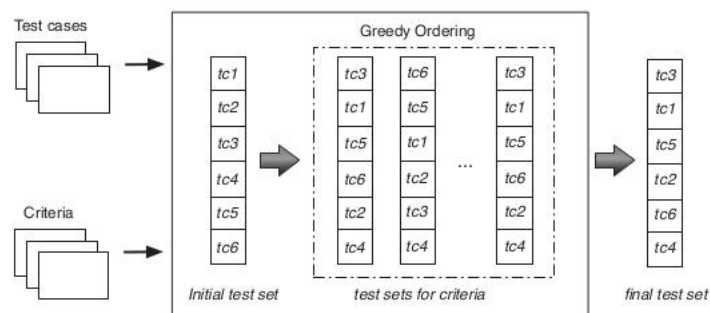 Test cases
Greedy Ordering
tc1 tc3 tc6 tc3 tc3
tc2 tc1 tc5 tc1 tc1
tc3 tc5 tc1 tc5 tc5
tc4 tc6 tc2 ... tc6 tc2
tc5 tc2 tc3 tc2 tc6
tc6 tc4 tc4 tc4 tc4
Criteria
Initial test set test sets for criteria final test set